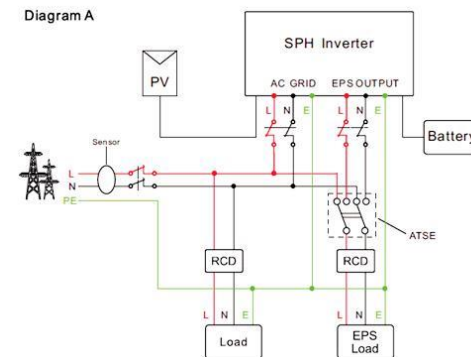 Diagram A
SPH Inverter
PV
AC GRID EPS OUTPUT
L N E L N E
Battery
Sensor
L
N
PE
ATSE
RCD RCD
L N E L N E
Load
EPS
Load